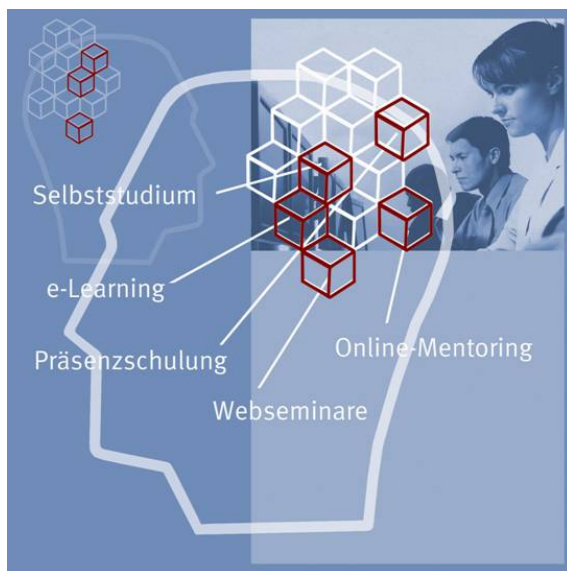 Selbststudium
e-Learning
Präsenzschulung
Online-Mentoring
Webseminare